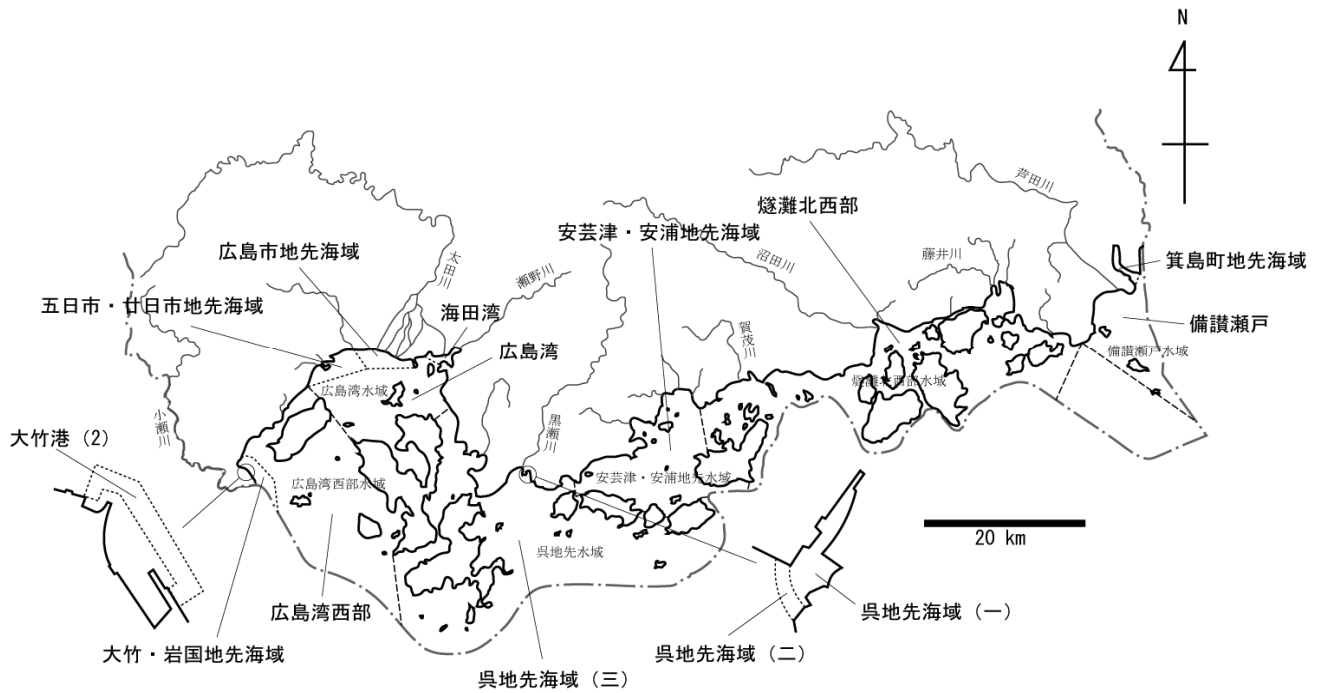 N
芦田川
燧灘北西部
安芸津・安浦地先海域
広島市地先海域
太田川
瀬野川
沼田川
藤井川
箕島町地先海域
五日市・廿日市地先海域
海田湾
賀茂川
備讃瀬戸
広島湾
備讃瀬戸水域
広島湾水域
燧灘北西部水域
小瀬川
黒瀬川
大竹港（2）
広島湾西部水域
安芸津・安浦地先水域
20 km
呉地先水域
広島湾西部
呉地先海域（一）
大竹・岩国地先海域
呉地先海域（二）
呉地先海域（三）